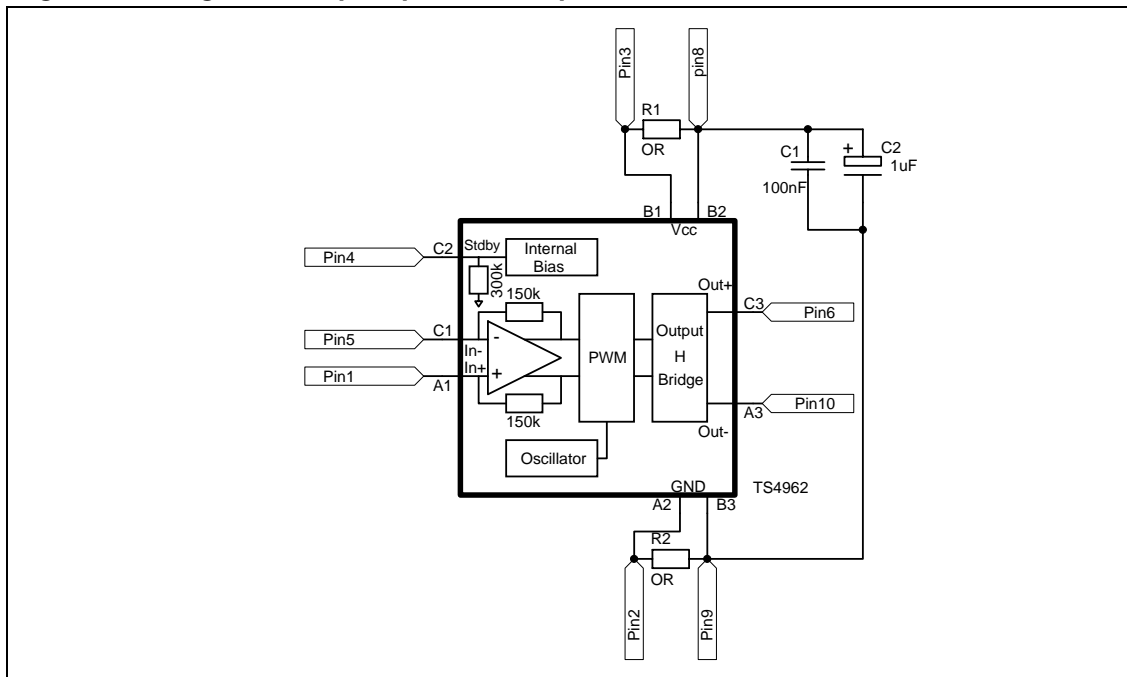 Pin3
pin8
R1
OR
C1
100nF
+
C2
1uF
B1
B2
Vcc
Pin4
C2
Stdby
Internal
Bias
300k
150k
Out+
C3
Pin6
Pin5
C1
In-
-
Output
H
Bridge
PWM
Pin1
A1
In+
+
150k
A3
Pin10
Out-
Oscillator
GND
TS4962
A2
B3
R2
OR
Pin2
Pin9